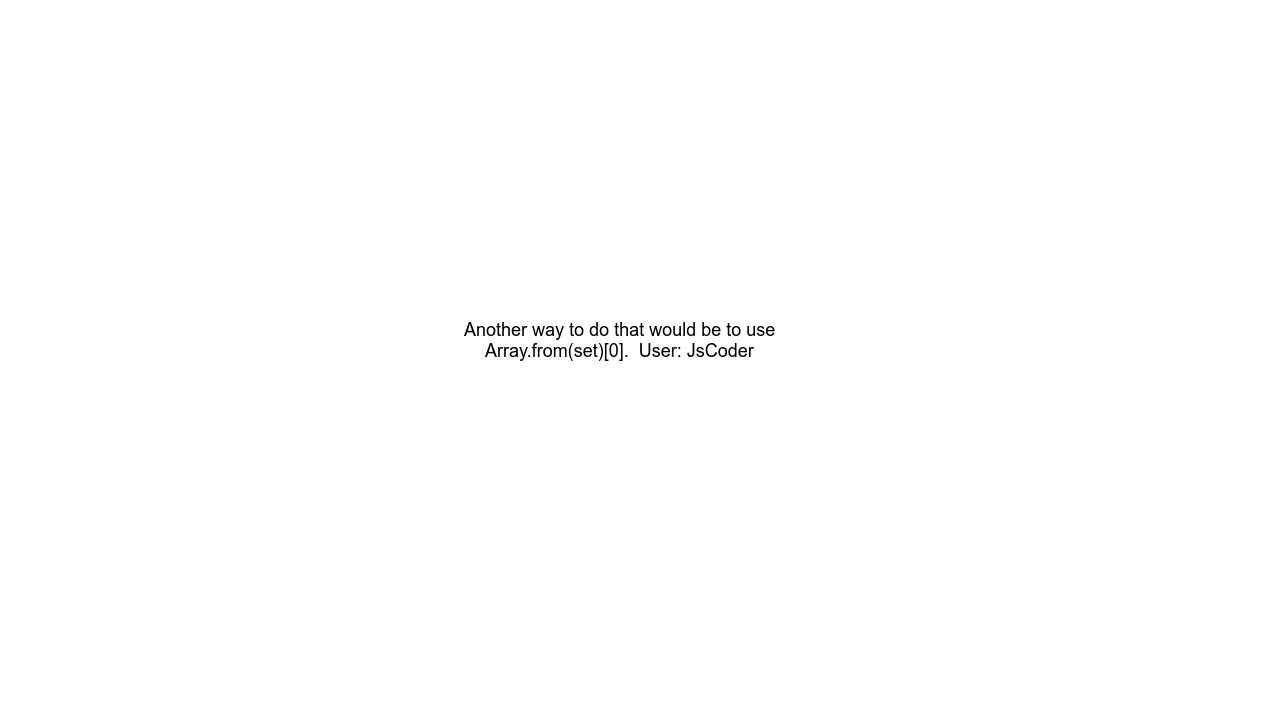 Another way to do that would be to use
Array.from(set)[0].  User: JsCoder